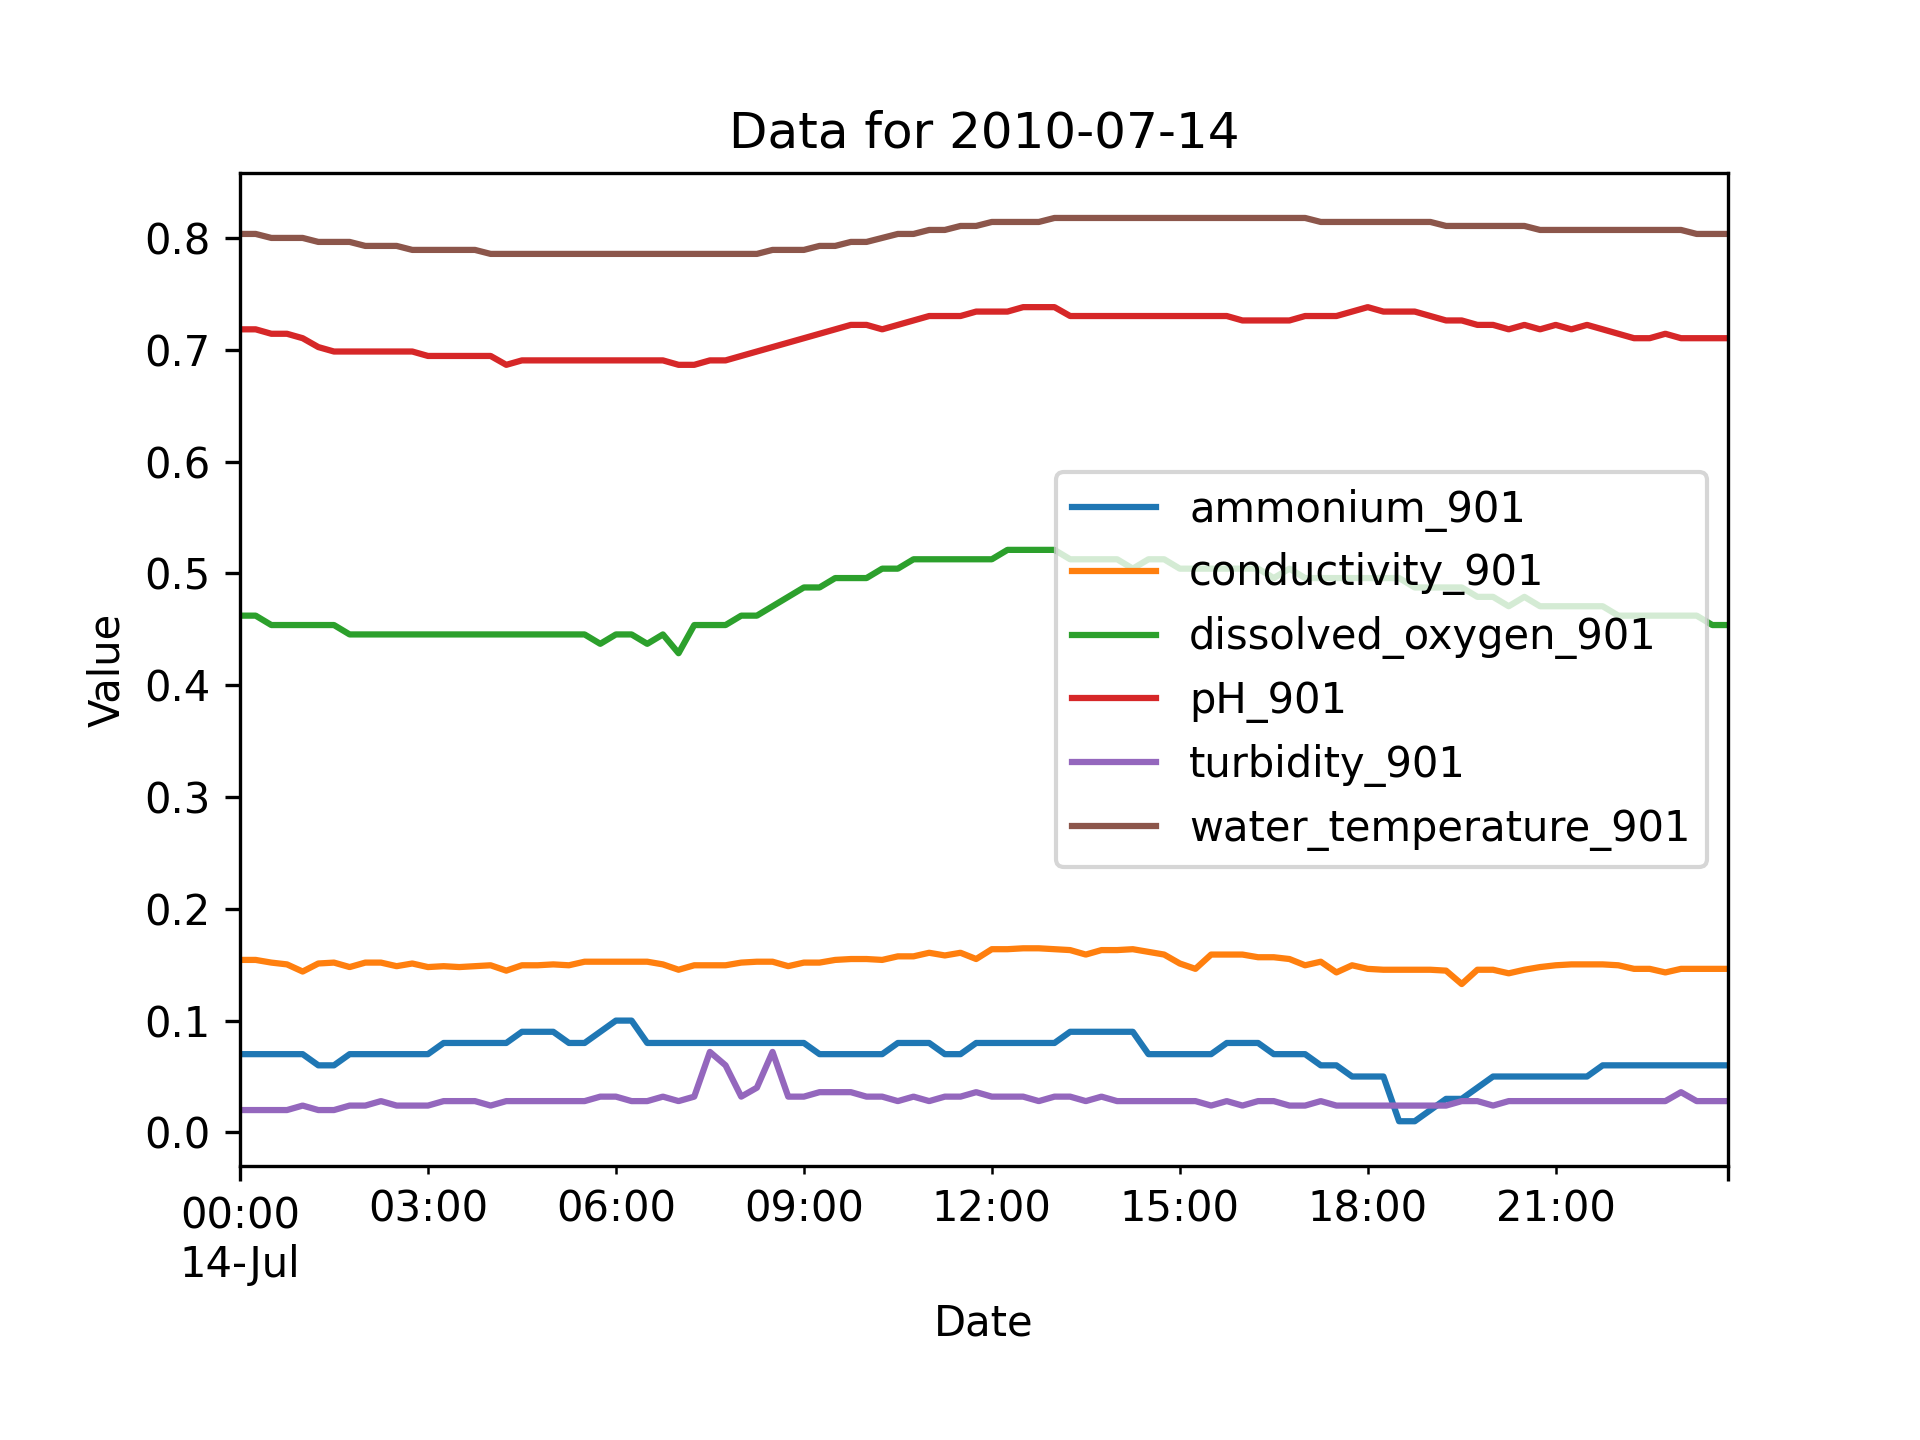 Data for 2010-07-14
0.8
0.7
0.6
0.5
0.4
0.3
0.2
0.1
0.0
Value
ammonium_901
conductivity_901
dissolved_oxygen_901
pH_901
turbidity_901
water_temperature_901
00:00 03:00 06:00 09:00 12:00 15:00 18:00 21:00
14-Jul
Date